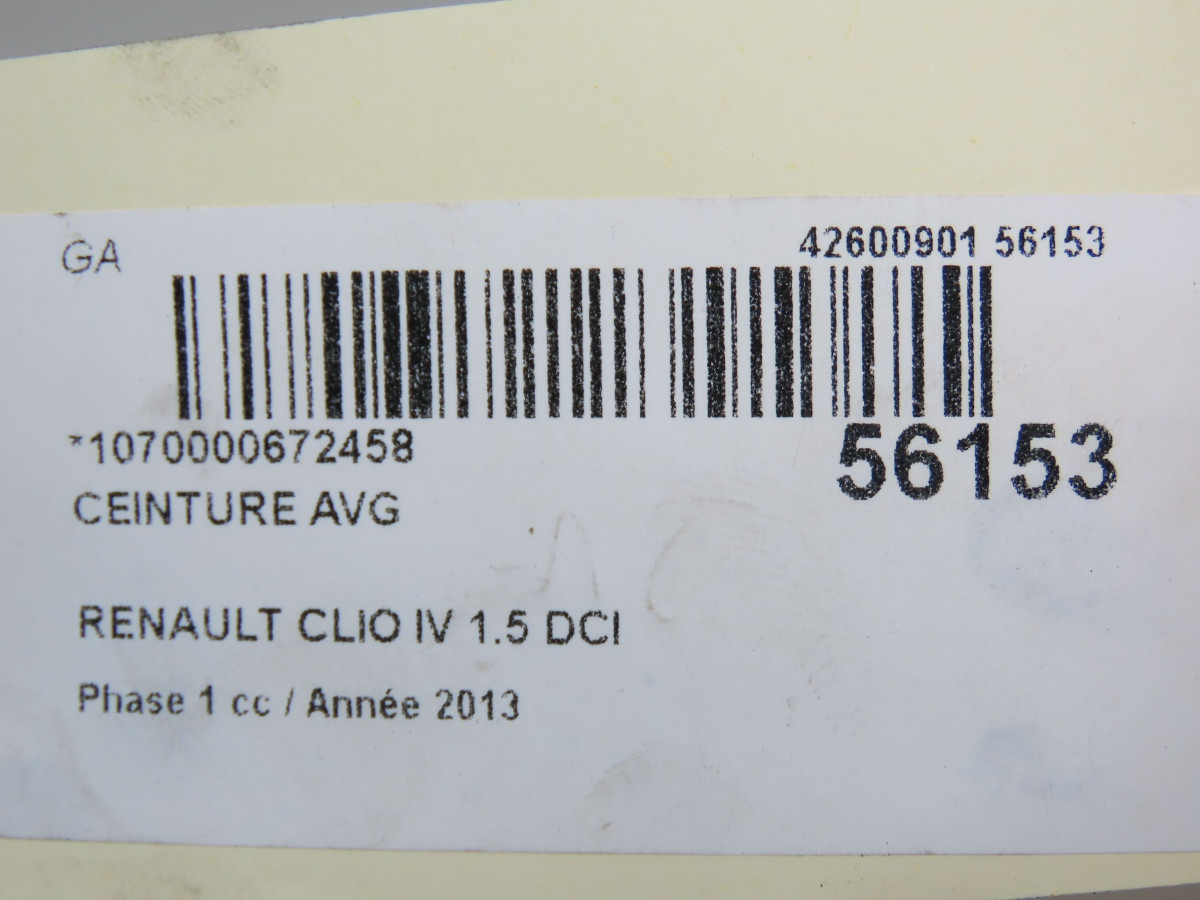 GA
42600901 56153
*1070000672458
56153
CEINTURE AVG
RENAULT CLIO IV 1.5 DCI
Phase 1 cc / Année 2013